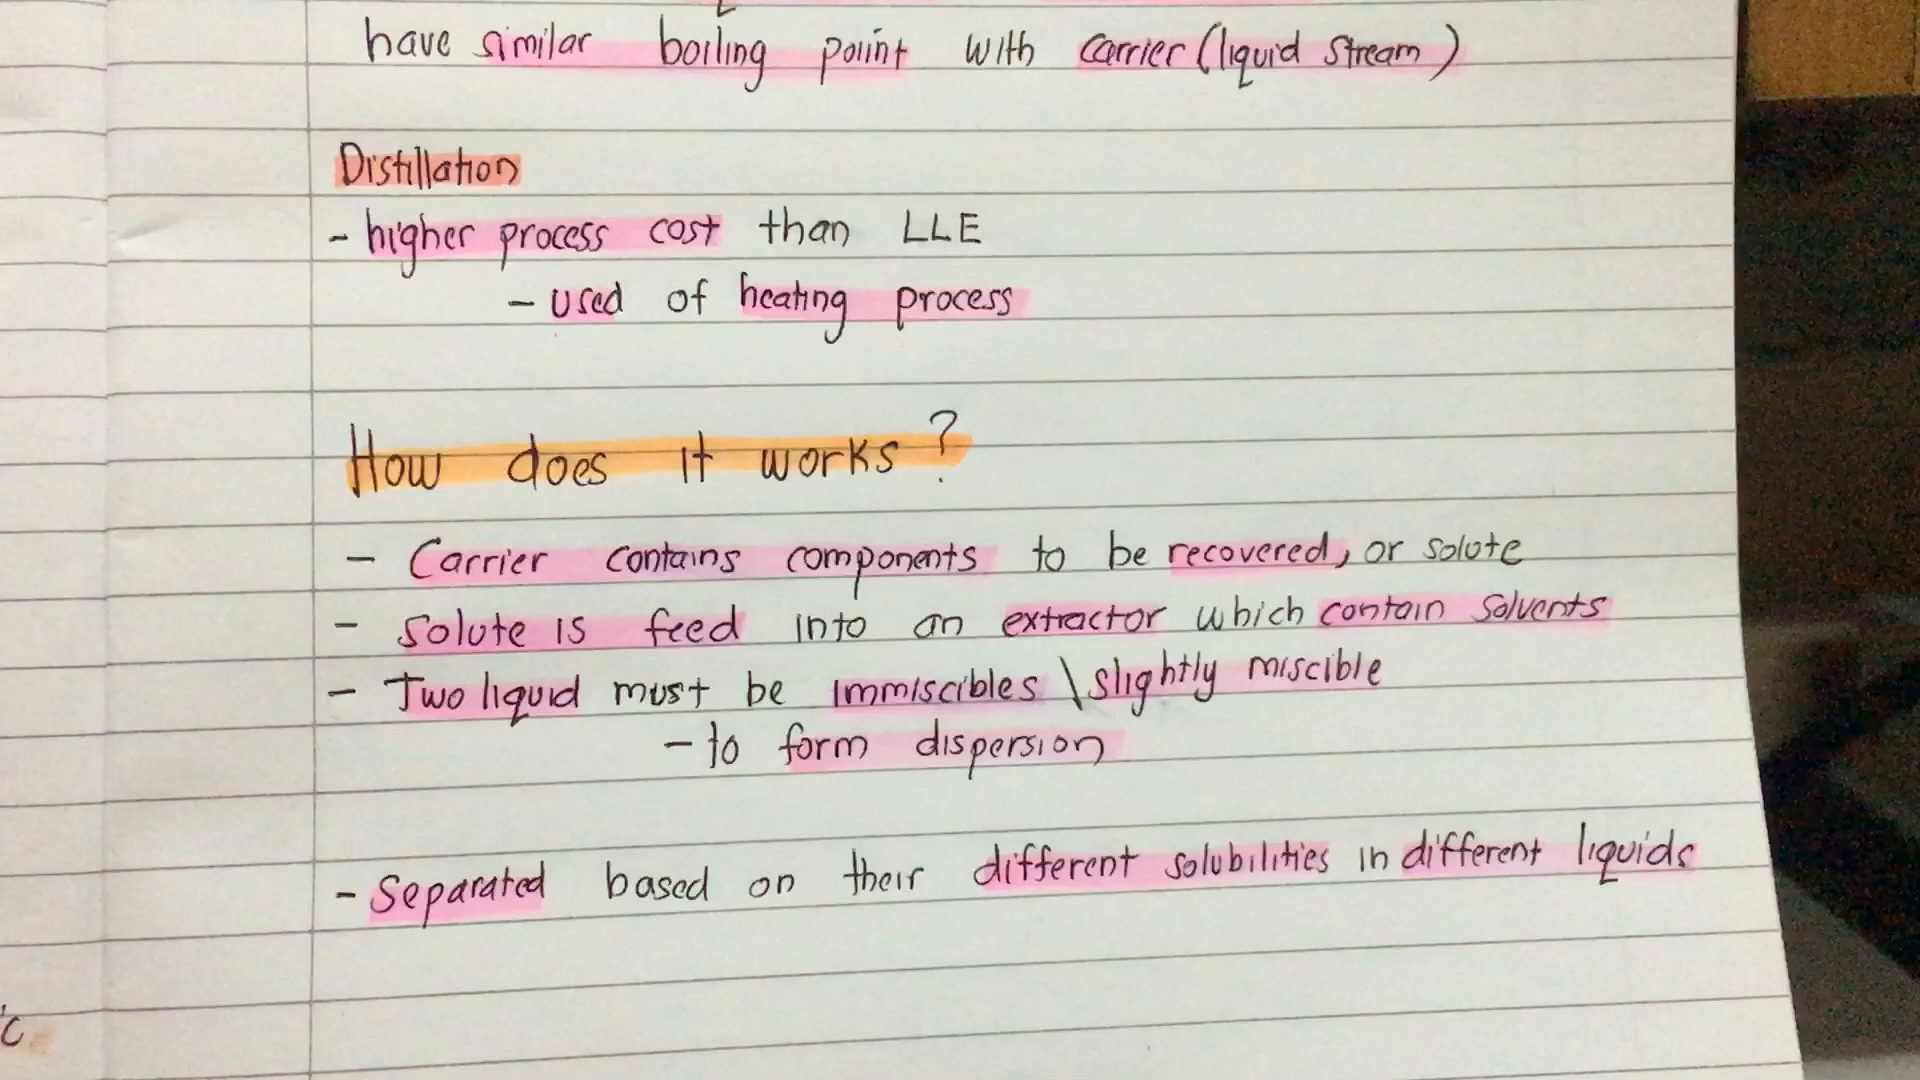 have similar boiling point with carrier (liquid stream)
Distillation
- higher process cost than LLE
- used of heating process
How does it works?
- Carrier contains components to be recovered, or solute
- solute is feed into an extractor which contain solvents
- Two liquid must be immiscibles \ slightly miscible
- to form dispersion
- Separated based on their different solubilities in different liquids